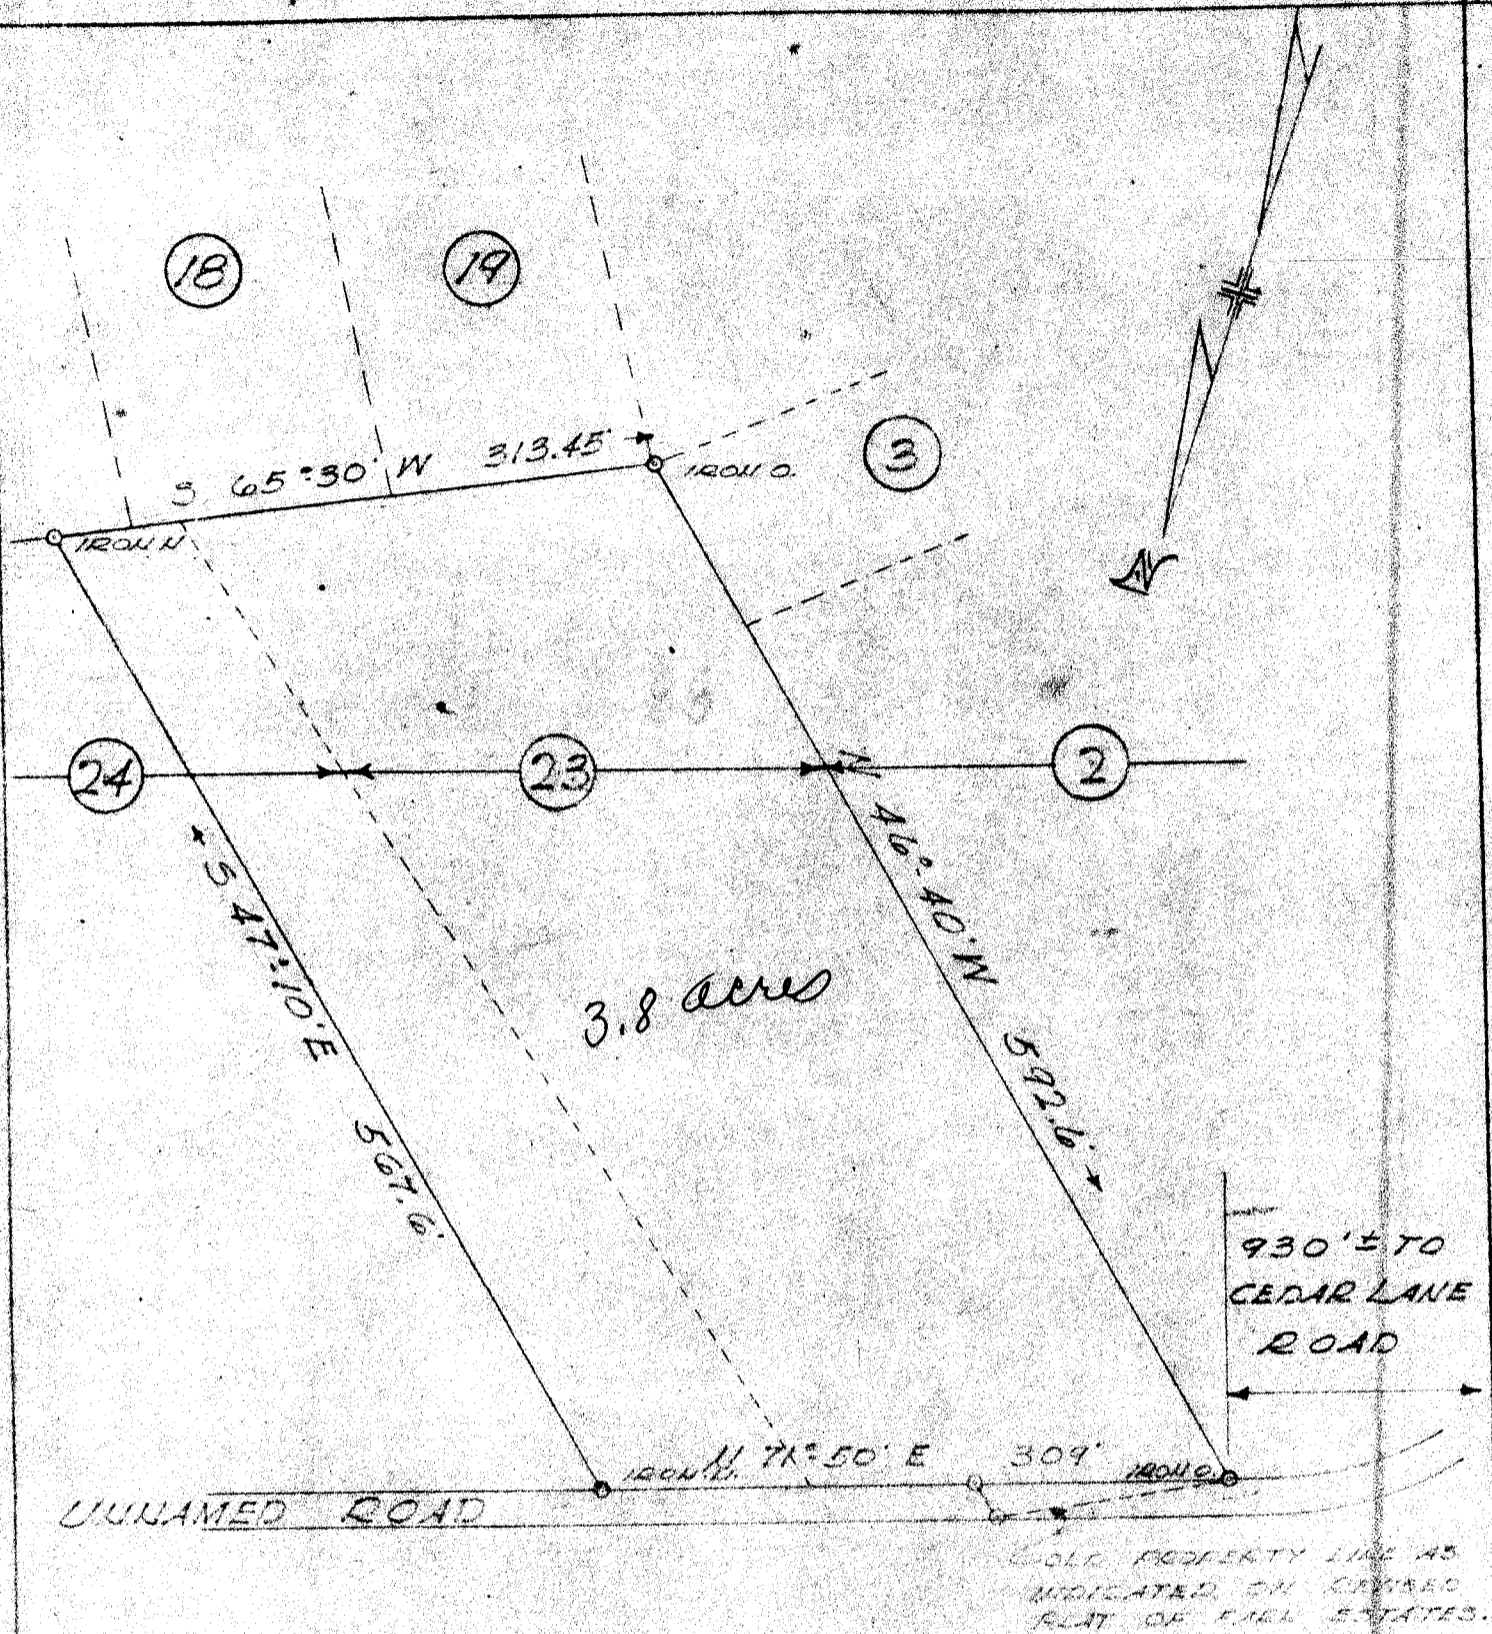 18
19
3
S 65°30' W 313.45'
IRON O.
IRON N
N
24
23
2
N 46°-40' W 592.6'
S 47°-10' E 567.6'
3.8 acres
930'± TO
CEDAR LANE
ROAD
IRON
N 71°-50' E 309'
IRON O.
UNNAMED ROAD
OLD PROPERTY LINE AS
INDICATED ON
PLAT OF ESTATES.